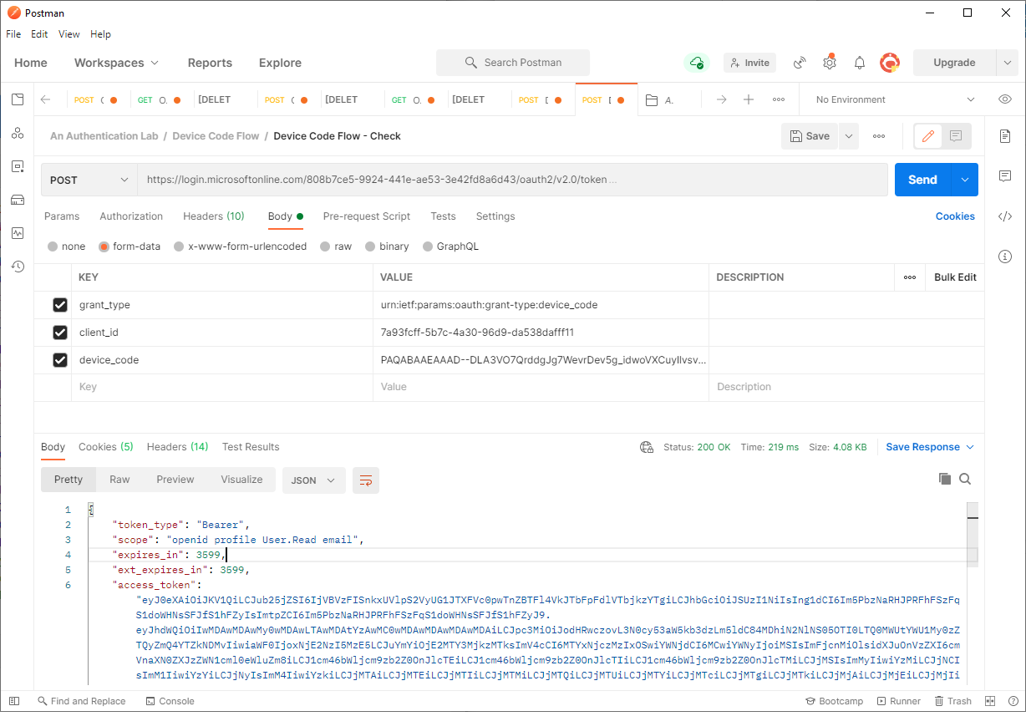 Postman
File Edit View Help
Home Workspaces Reports Explore Search Postman Invite Upgrade
POST GET [DELET POST [DELET GET [DELET POST POST A. No Environment
An Authentication Lab / Device Code Flow / Device Code Flow - Check Save
POST https://login.microsoftonline.com/808b7ce5-9924-441e-ae53-3e42fd8a6d43/oauth2/v2.0/token... Send
Params Authorization Headers (10) Body Pre-request Script Tests Settings Cookies
none form-data x-www-form-urlencoded raw binary GraphQL
KEY VALUE DESCRIPTION Bulk Edit
grant_type urn:ietf:params:oauth:grant-type:device_code
client_id 7a93fcff-5b7c-4a30-96d9-da538dafff11
device_code
Key Value Description
Body Cookies (5) Headers (14) Test Results Status: 200 OK Time: 219 ms Size: 4.08 KB Save Response
Pretty Raw Preview Visualize JSON
1 {
2 "token_type": "Bearer",
3 "scope": "openid profile User.Read email",
4 "expires_in": 3599,
5 "ext_expires_in": 3599,
6 "access_token":
Find and Replace Console Bootcamp Runner Trash